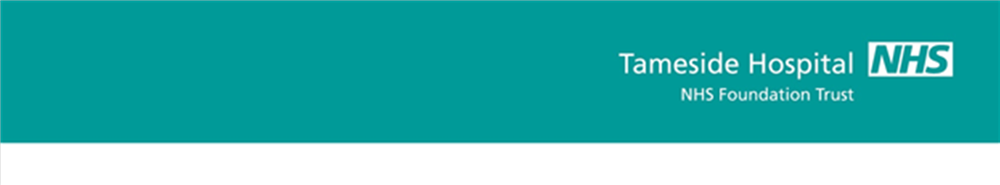 Tameside Hospital NHS
NHS Foundation Trust